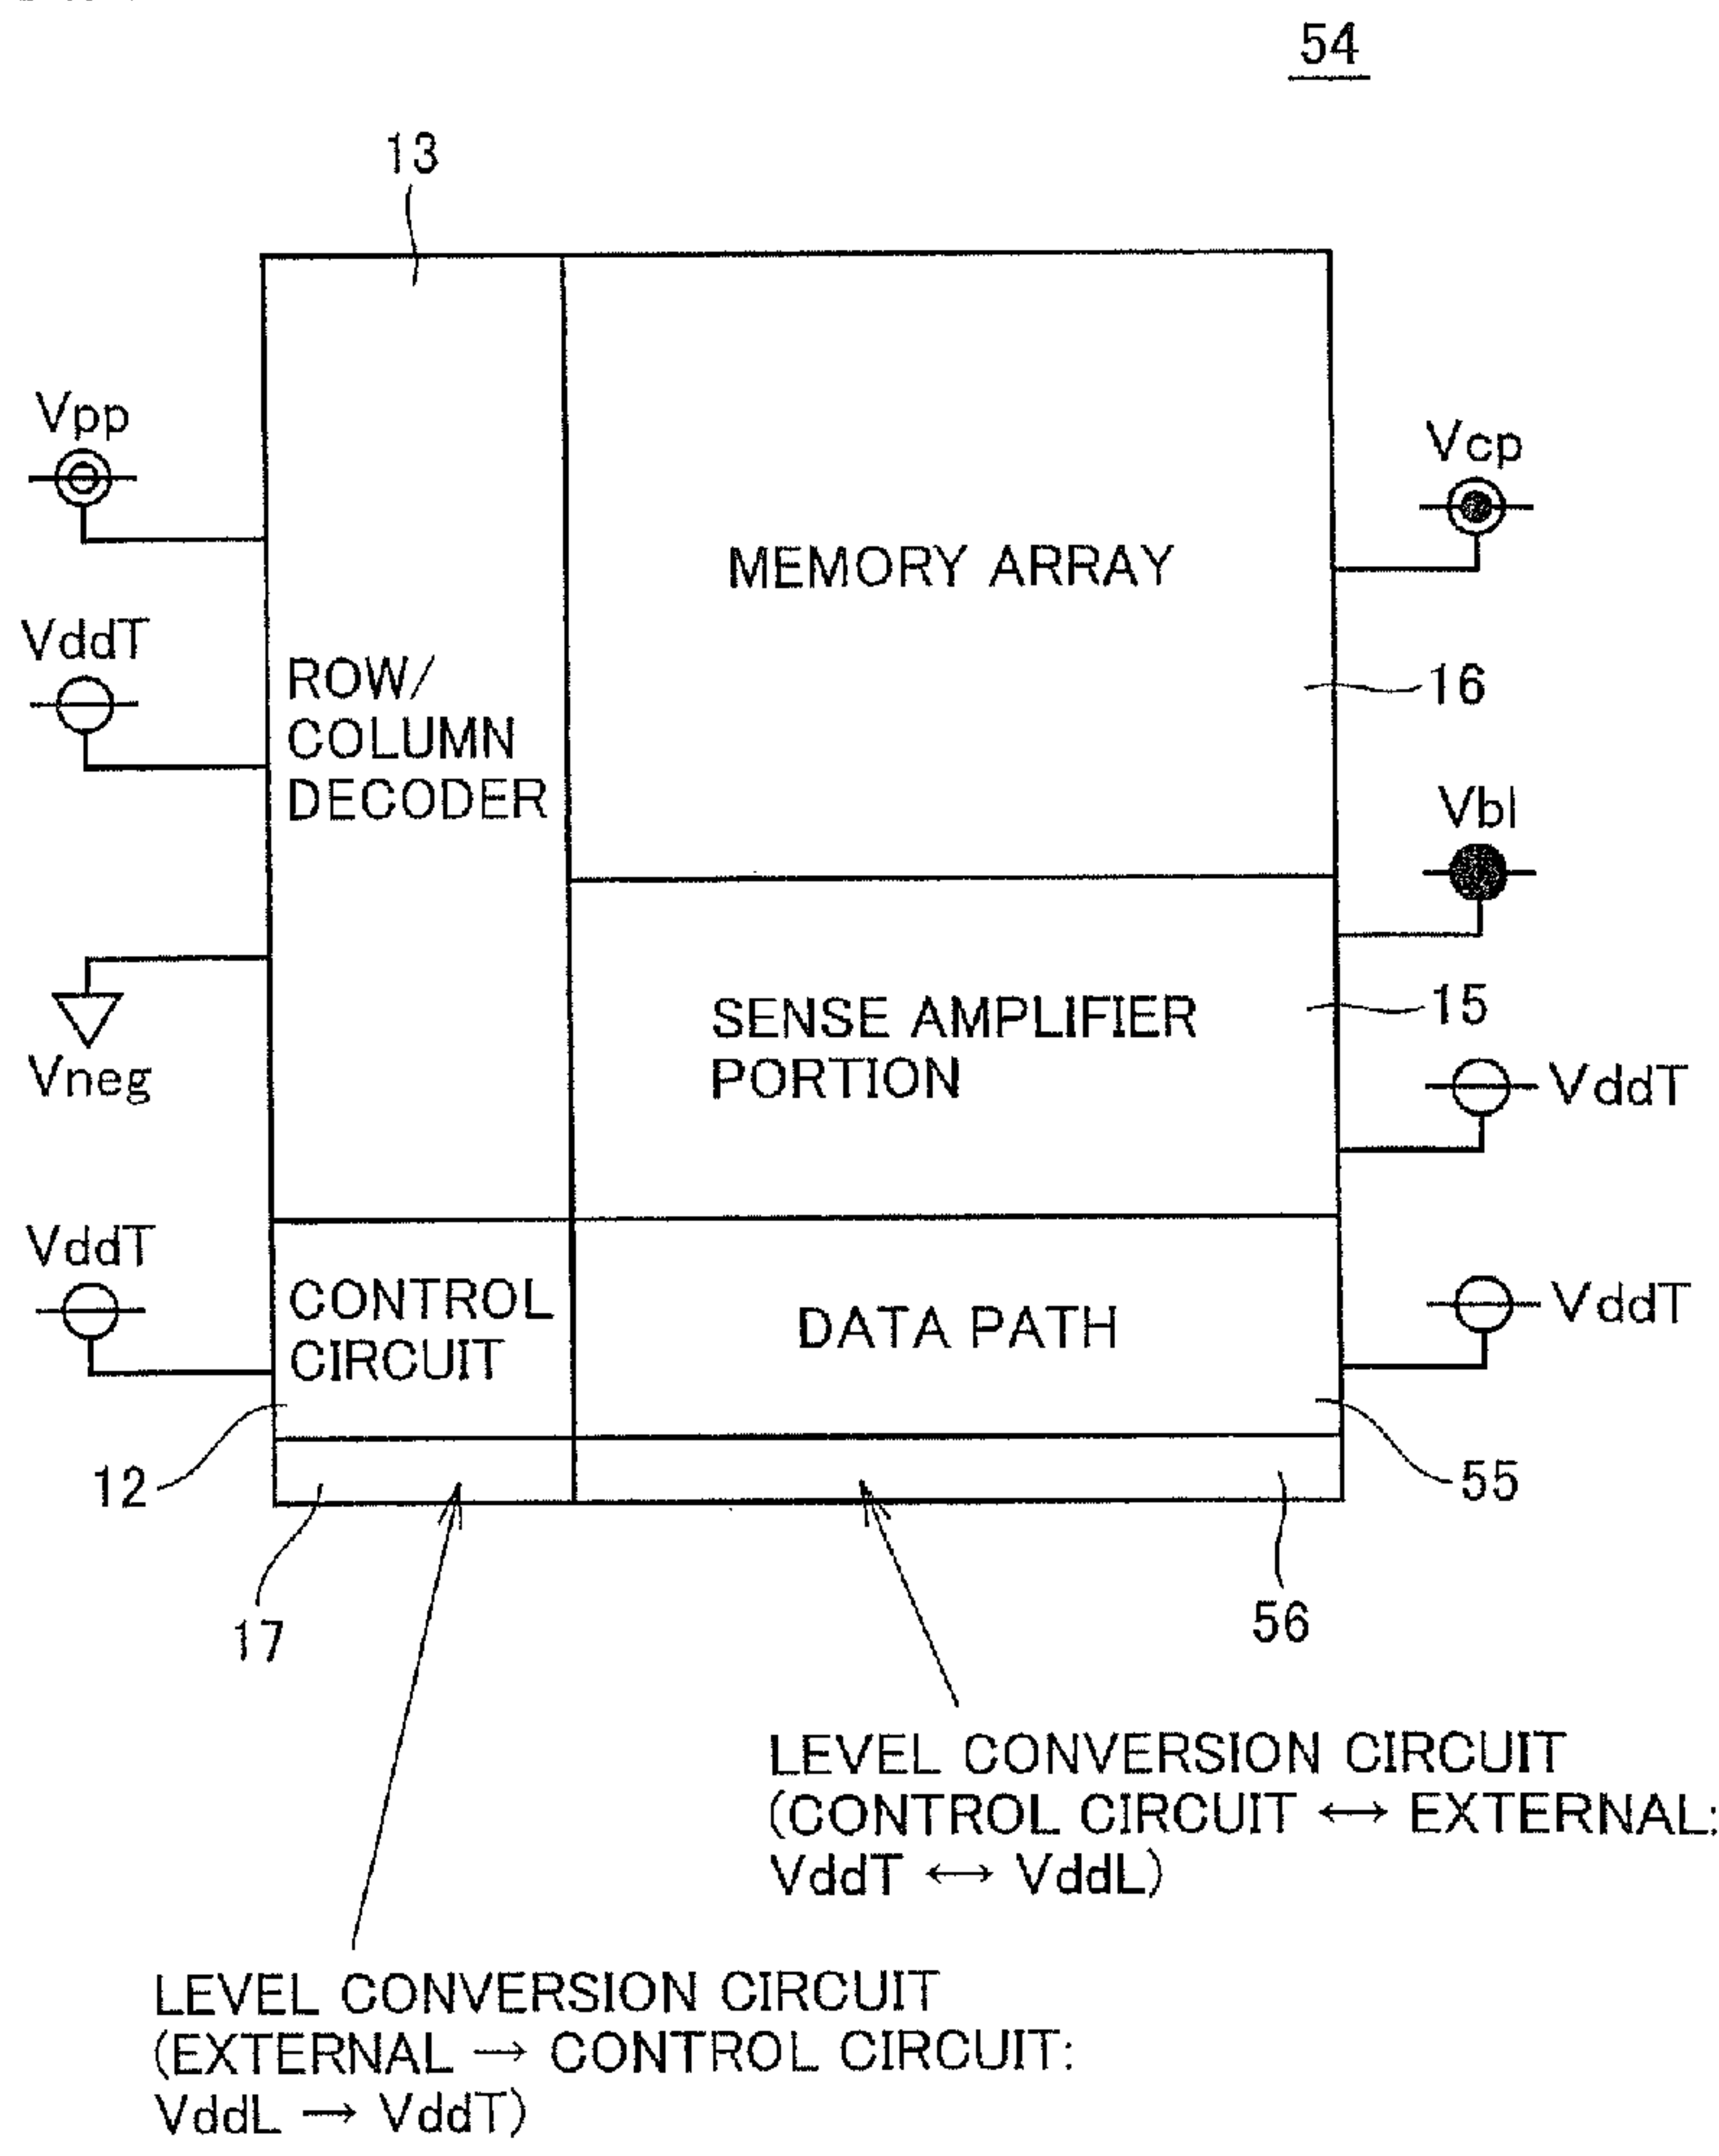 54
13
Vpp
Vcp
MEMORY ARRAY
VddT
ROW/
COLUMN
DECODER
16
Vbl
SENSE AMPLIFIER
PORTION
15
Vneg
VddT
VddT
CONTROL
CIRCUIT
DATA PATH
VddT
12
55
17
56
LEVEL CONVERSION CIRCUIT
(CONTROL CIRCUIT ↔ EXTERNAL:
VddT ↔ VddL)
LEVEL CONVERSION CIRCUIT
(EXTERNAL → CONTROL CIRCUIT:
VddL → VddT)